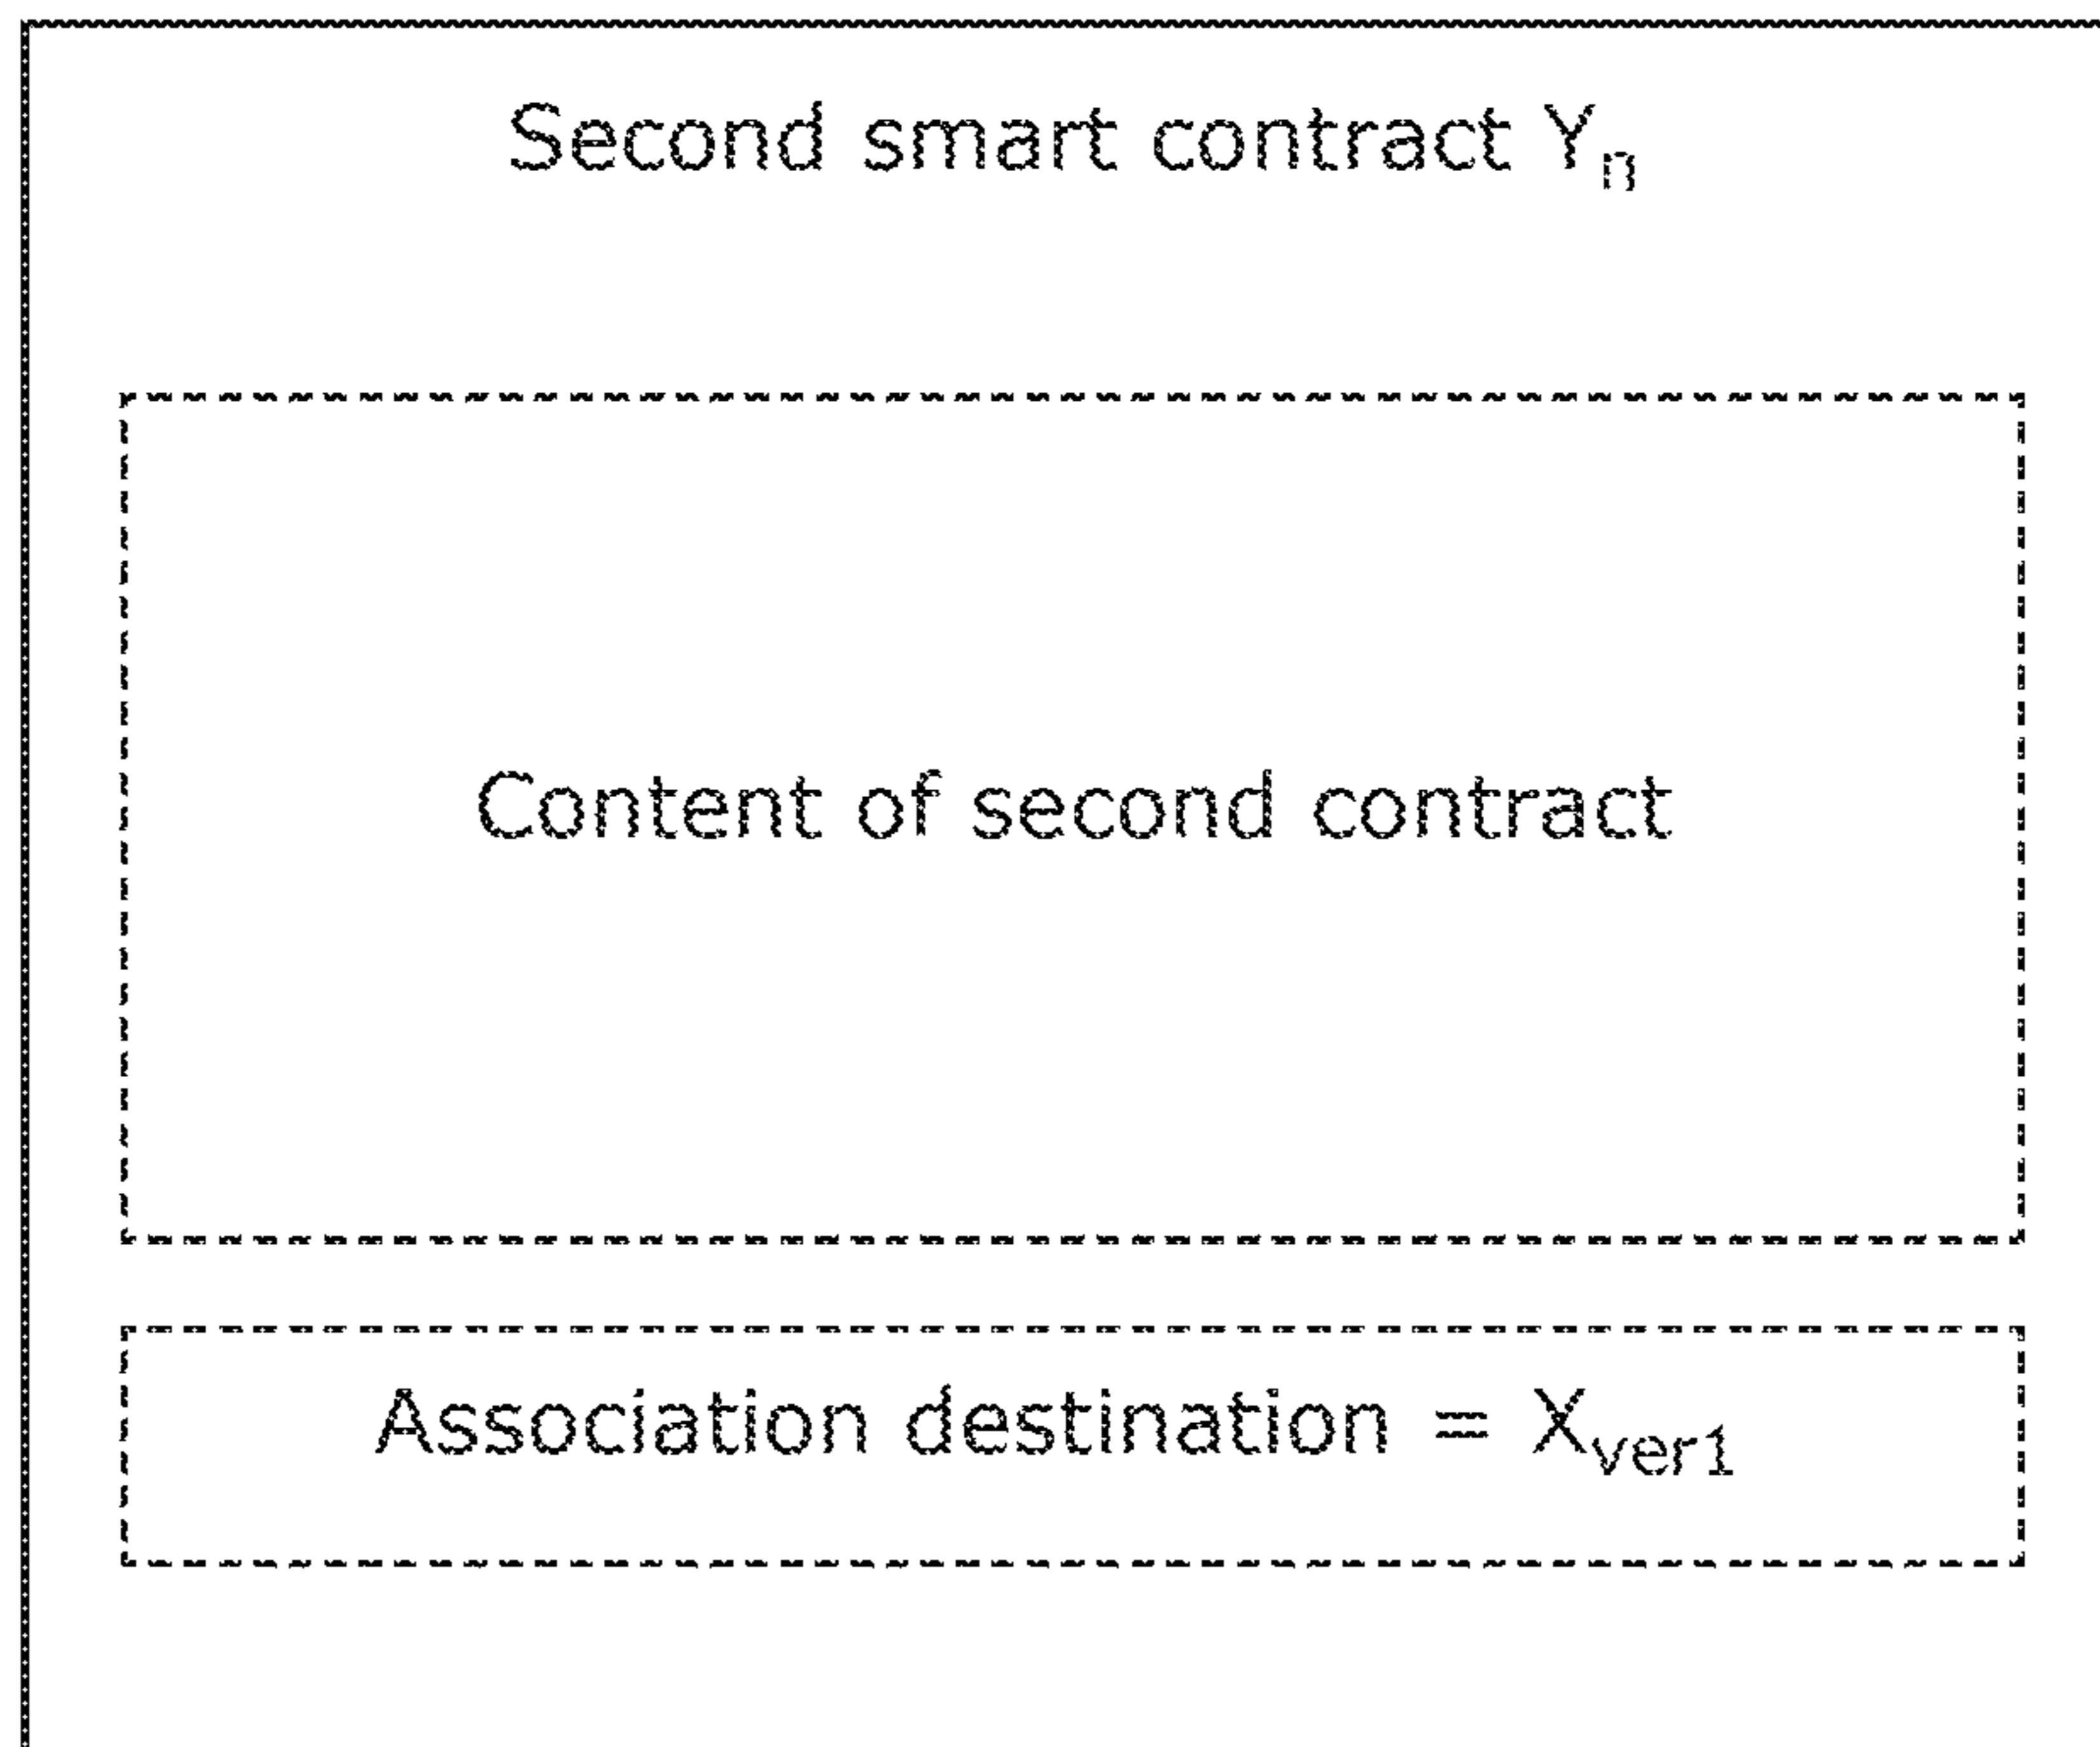 Second smart contract Yn
Content of second contract
Association destination = Xver1